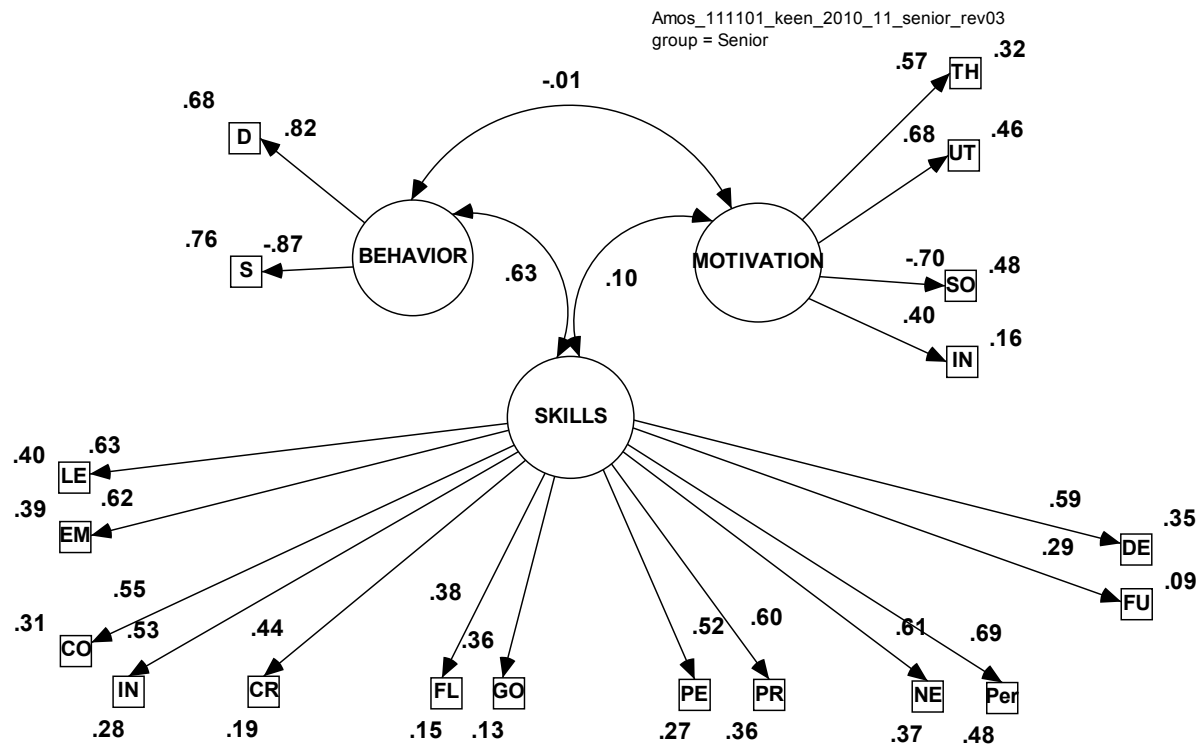 Amos_111101_keen_2010_11_senior_rev03
group = Senior
.32
.57
TH
-.01
.68
.82
D
.68
.46
UT
.76
-.87
S
BEHAVIOR
.63
.10
MOTIVATION
-.70
.48
SO
.40
.16
IN
SKILLS
.40
.63
LE
.39
.62
EM
.59
.35
DE
.29
.09
FU
.55
.31
CO
.53
IN
.28
.44
CR
.19
.38
FL
.15
.36
GO
.13
.52
PE
.27
.60
PR
.36
.61
NE
.37
.69
Per
.48